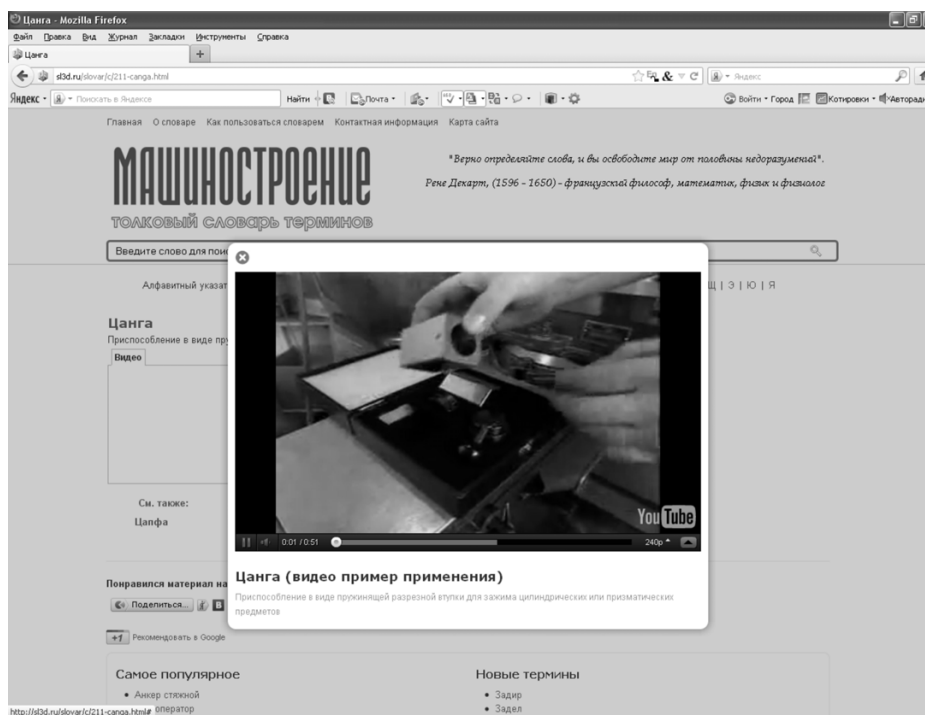 Цанга - Mozilla Firefox
Файл Правка Вид Журнал Закладки Инструменты Справка
Цанга
sl3d.ru/slovar/c/211-canga.html
Яндекс
Яндекс
Поискать в Яндексе
Найти
Почта
Войти
Город
Котировки
Главная О словаре Как пользоваться словарем Контактная информация Карта сайта
МАШИНОСТРОЕНИЕ
ТОЛКОВЫЙ СЛОВАРЬ ТЕРМИНОВ
"Верно определяйте слова, и вы освободите мир от половины недоразумений".
Рене Декарт, (1596 - 1650) - французский философ, математик, физик и физиолог
Введите слово для
Алфавитный
Щ | Э | Ю | Я
Цанга
Приспособление в виде
Видео
YouTube
0:01 / 0:51
240p
См. также:
Цапфа
Цанга (видео пример применения)
Приспособление в виде пружинящей разрезной втулки для зажима цилиндрических или призматических
предметов
Понравился материал
Поделиться...
B
+1 Рекомендовать в Google
Самое популярное
Новые термины
Анкер стяжной
Задир
оператор
Задел
http://sl3d.ru/slovar/c/211-canga.html#